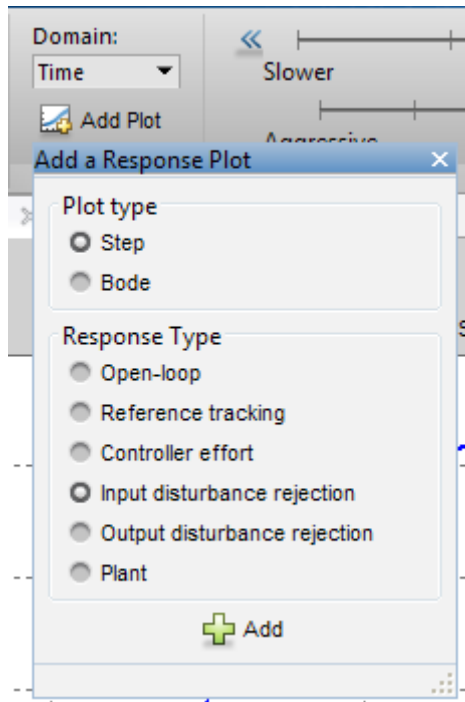 Domain:
Time
Slower
Add Plot
Aggressive
Add a Response Plot
Plot type
Step
Bode
Response Type
Open-loop
Reference tracking
Controller effort
Input disturbance rejection
Output disturbance rejection
Plant
Add